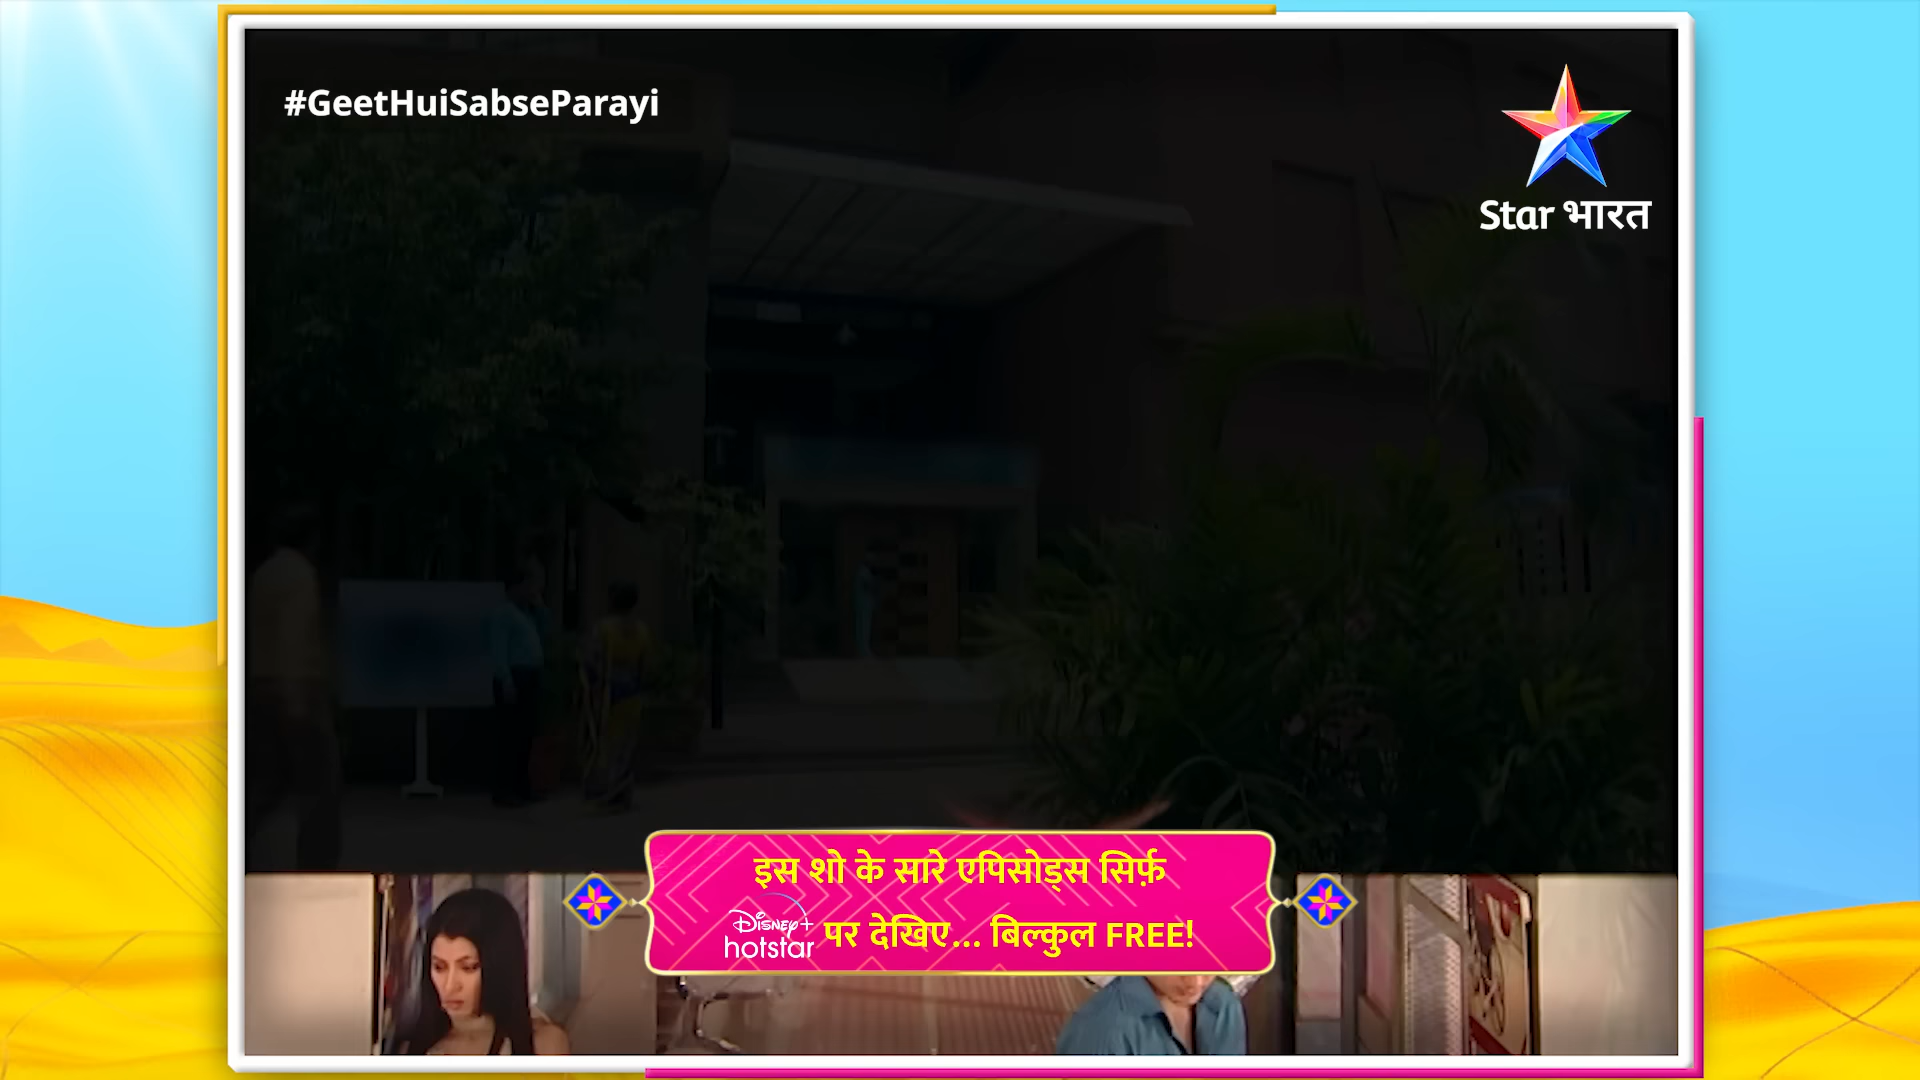 #GeetHuiSabseParayi
Star भारत
इस शो के सारे एपिसोड्स सिर्फ़
Disney+ hotstar पर देखिए... बिल्कुल FREE!